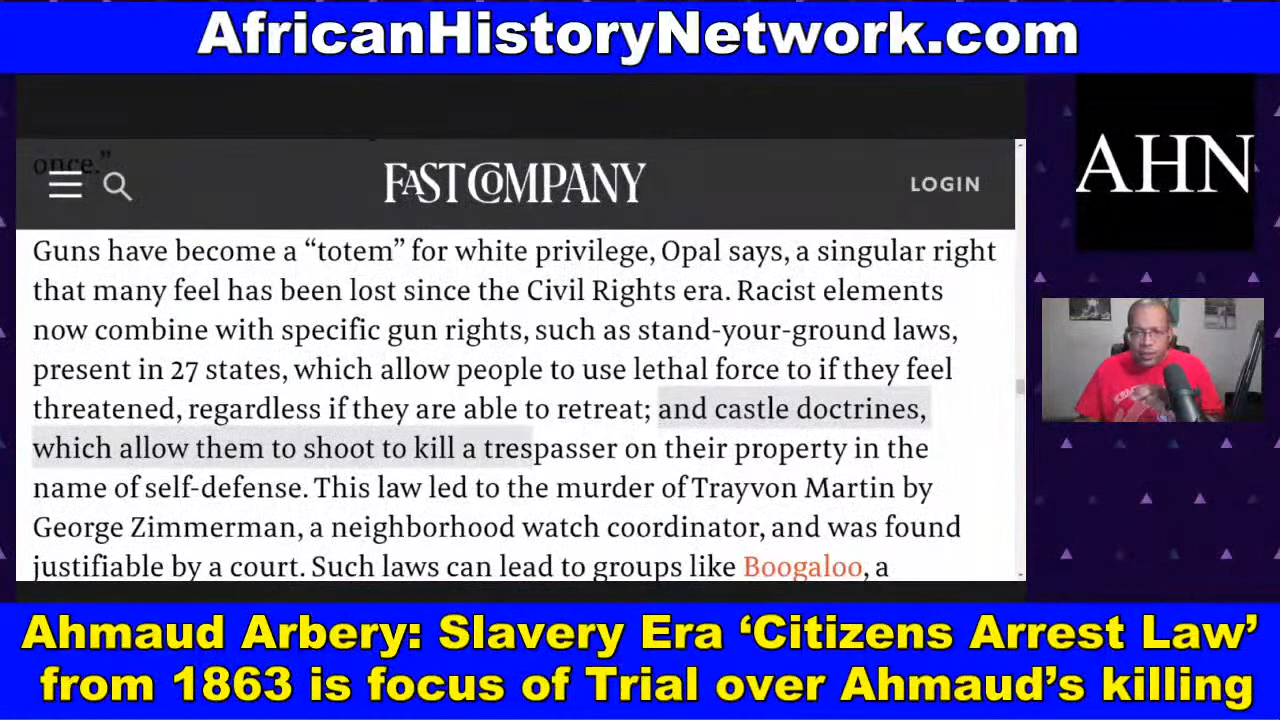 AfricanHistoryNetwork.com
once.”
FAST COMPANY
LOGIN
AHN
Guns have become a “totem” for white privilege, Opal says, a singular right
that many feel has been lost since the Civil Rights era. Racist elements
now combine with specific gun rights, such as stand-your-ground laws,
present in 27 states, which allow people to use lethal force to if they feel
threatened, regardless if they are able to retreat; and castle doctrines,
which allow them to shoot to kill a trespasser on their property in the
name of self-defense. This law led to the murder of Trayvon Martin by
George Zimmerman, a neighborhood watch coordinator, and was found
justifiable by a court. Such laws can lead to groups like Boogaloo, a
Ahmaud Arbery: Slavery Era ‘Citizens Arrest Law’
from 1863 is focus of Trial over Ahmaud’s killing